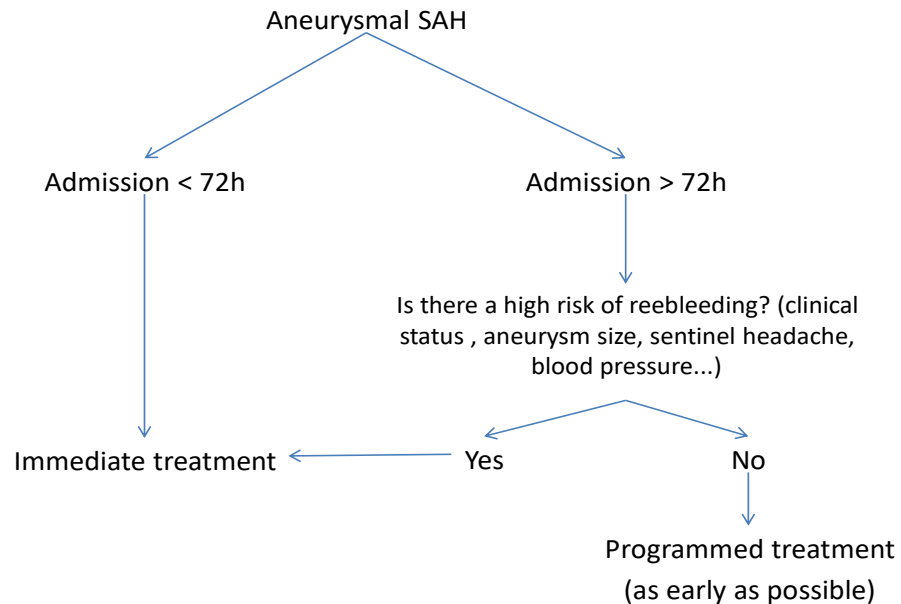 Aneurysmal SAH
Admission < 72h
Admission > 72h
Is there a high risk of reebleeding? (clinical
status , aneurysm size, sentinel headache,
blood pressure...)
Immediate treatment
Yes
No
Programmed treatment
(as early as possible)